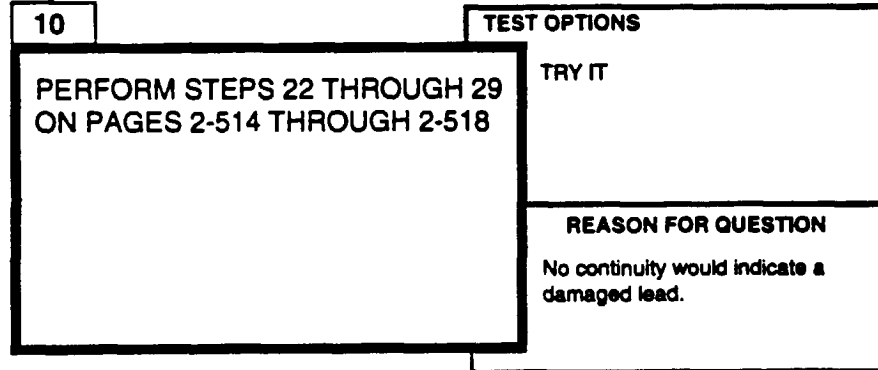 10
PERFORM STEPS 22 THROUGH 29
ON PAGES 2-514 THROUGH 2-518
TEST OPTIONS
TRY IT
REASON FOR QUESTION
No continuity would indicate a
damaged lead.